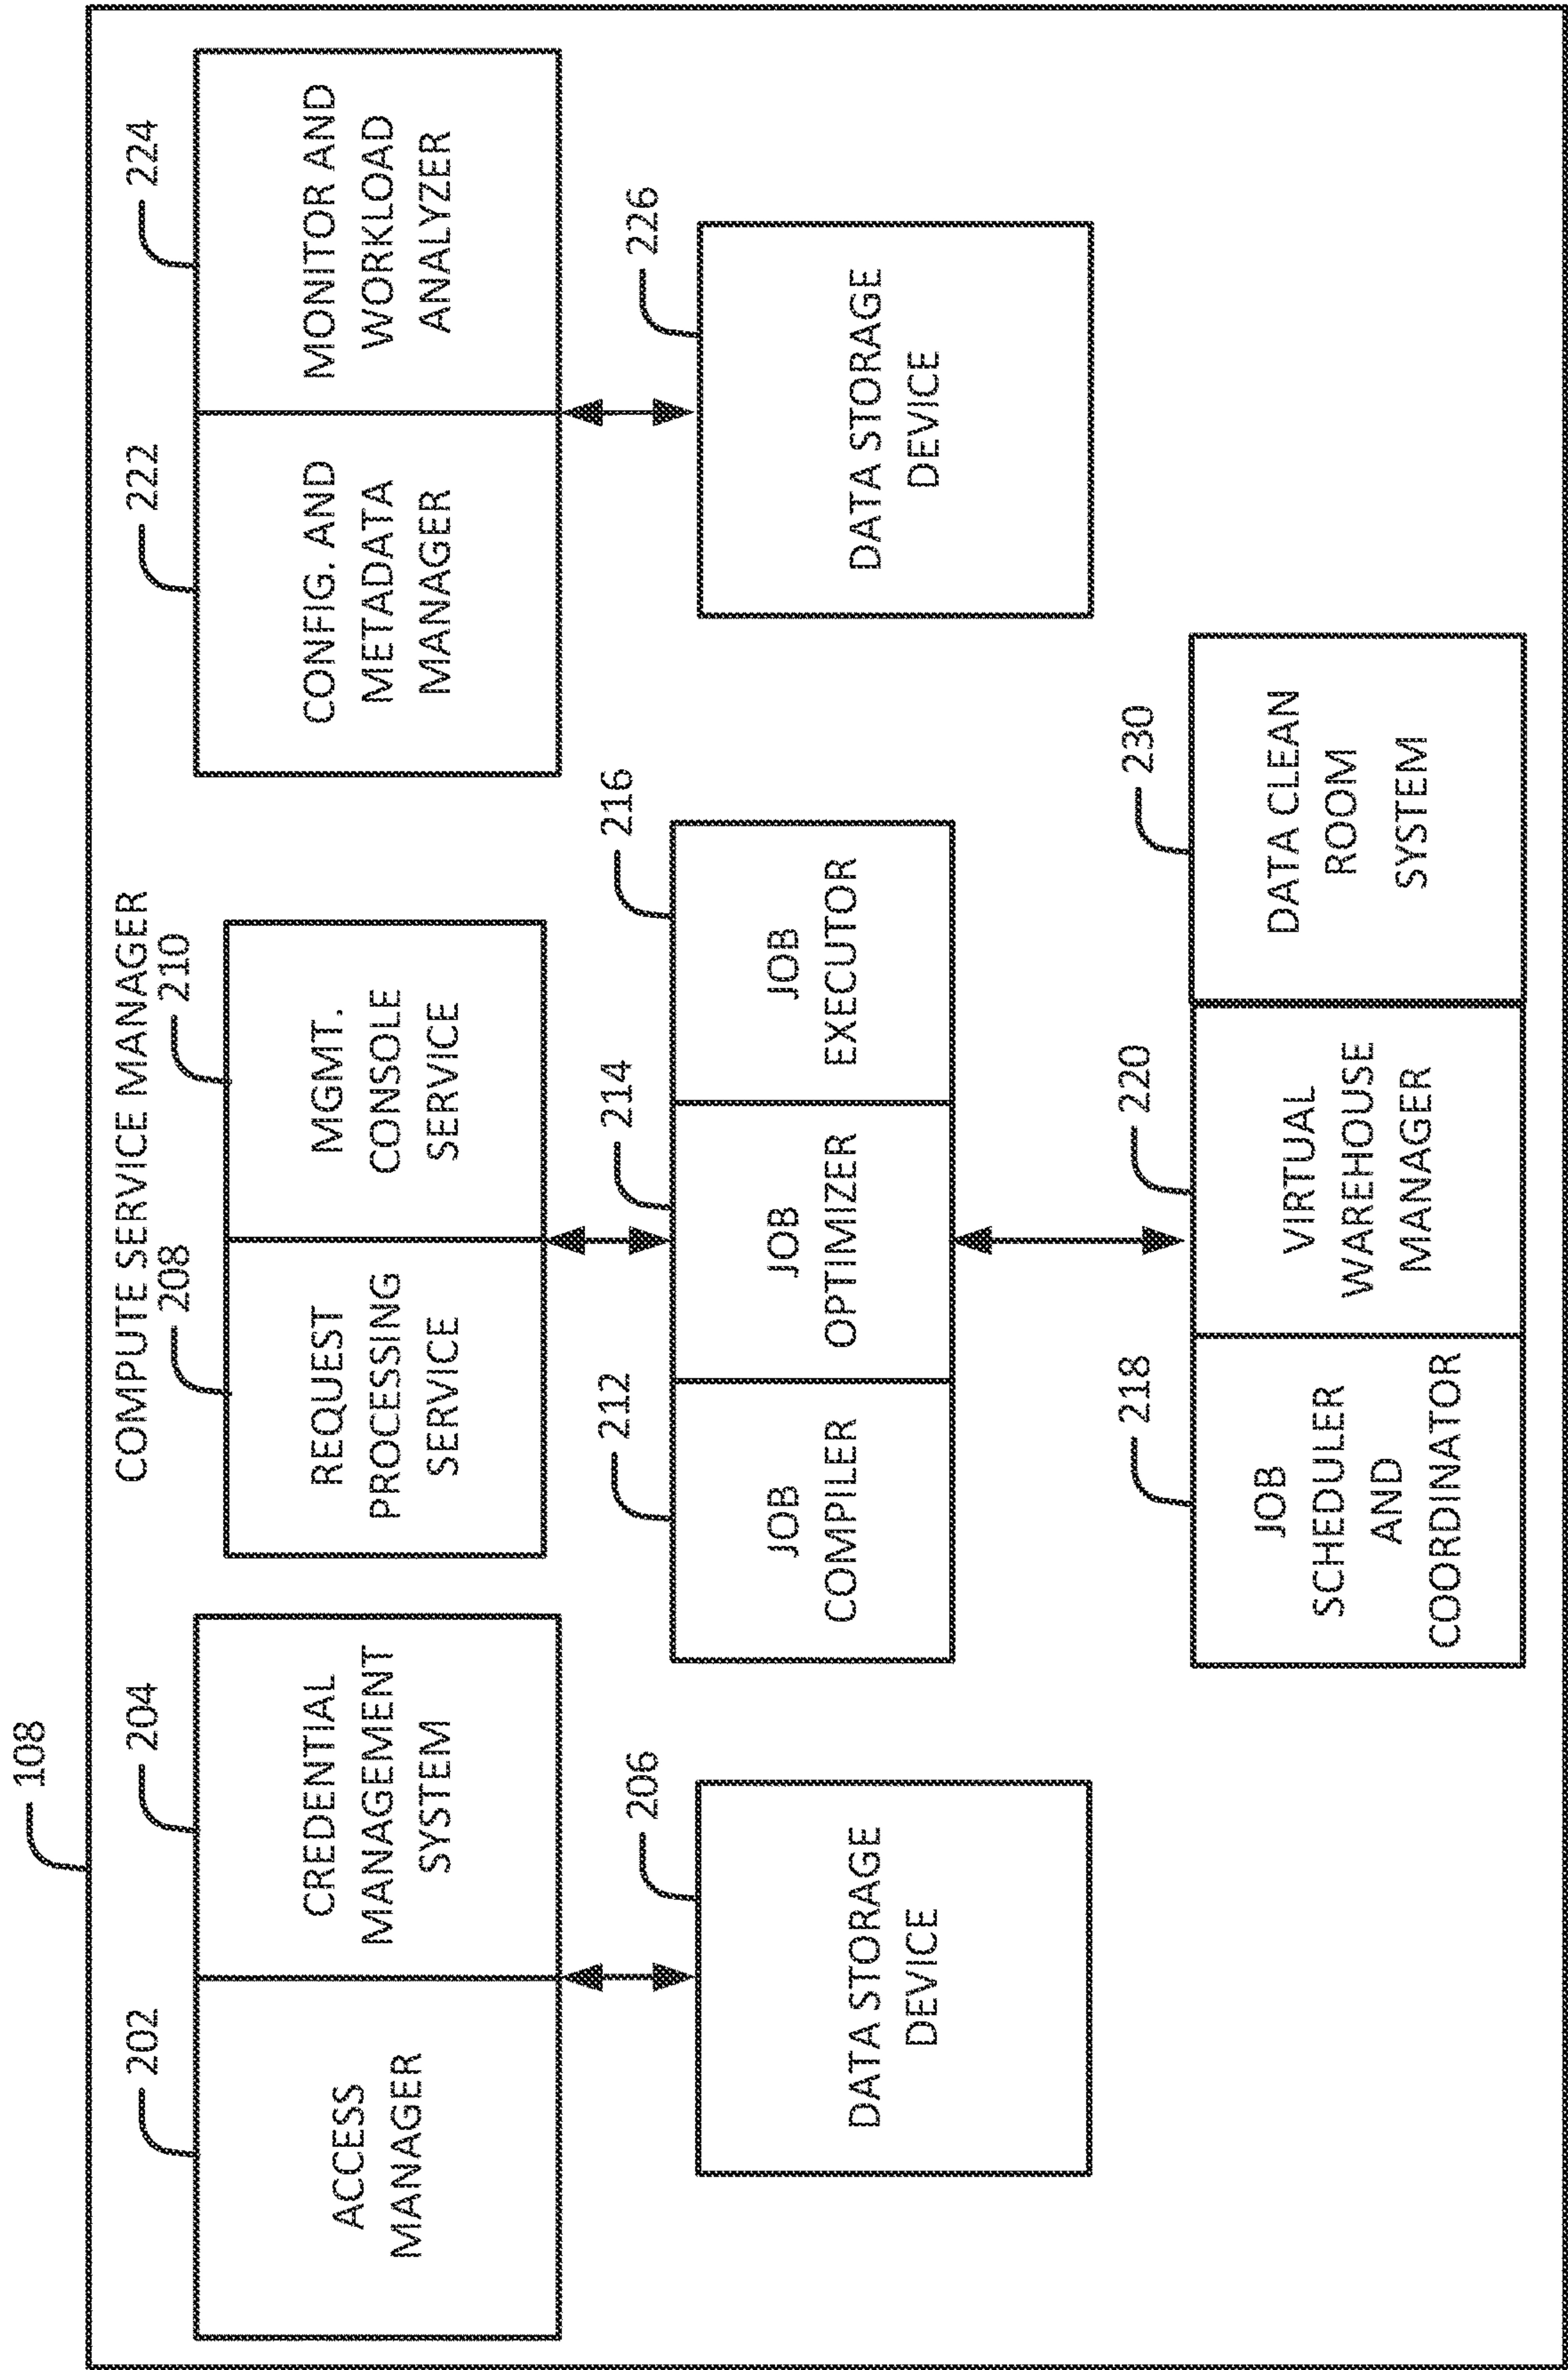 108
COMPUTE SERVICE MANAGER
202
204
ACCESS
MANAGER
CREDENTIAL
MANAGEMENT
SYSTEM
206
DATA STORAGE
DEVICE
208
210
REQUEST
PROCESSING
SERVICE
MGMT.
CONSOLE
SERVICE
212
214
216
JOB
COMPILER
JOB
OPTIMIZER
JOB
EXECUTOR
218
220
230
JOB
SCHEDULER
AND
COORDINATOR
VIRTUAL
WAREHOUSE
MANAGER
DATA CLEAN
ROOM
SYSTEM
222
224
CONFIG. AND
METADATA
MANAGER
MONITOR AND
WORKLOAD
ANALYZER
226
DATA STORAGE
DEVICE